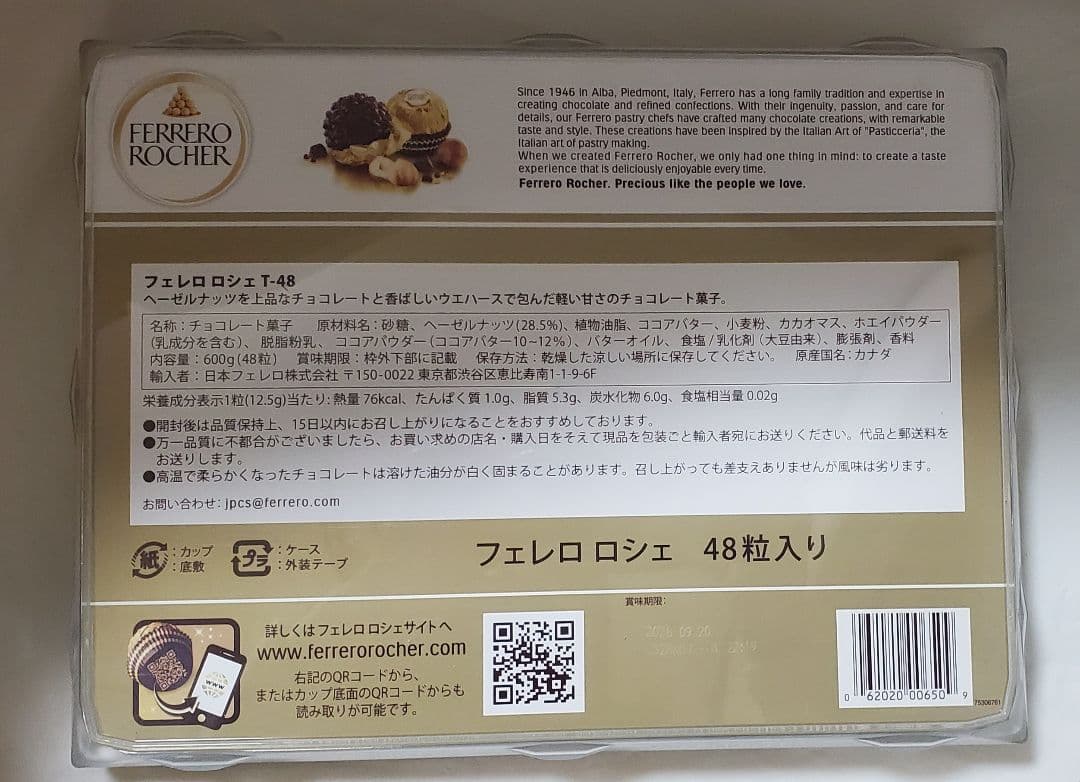 FERRERO
ROCHER
Since 1946 in Alba, Piedmont, Italy, Ferrero has a long family tradition and expertise in
creating chocolate and refined confections. With their ingenuity, passion and care for
details, our Ferrero pastry chefs have crafted many chocolate creations, with remarkable
taste and style. These creations have been inspired by the Italian Art of "Pasticceria", the
Italian art of pastry making.
When we created Ferrero Rocher, we only had one thing in mind: to create a taste
experience that is deliciously enjoyable every time.
Ferrero Rocher. Precious like the people we love.
フェレロ ロシェ T-48
ヘーゼルナッツを上品なチョコレートと香ばしいウエハースで包んだ軽い甘さのチョコレート菓子。
名称：チョコレート菓子 原材料名：砂糖、ヘーゼルナッツ(28.5%)、植物油脂、ココアバター、小麦粉、カカオマス、ホエイパウダー
(乳成分を含む)、脱脂粉乳、ココアパウダー(ココアバター10~12%)、バターオイル、食塩 / 乳化剤(大豆由来)、膨張剤、香料
内容量：600g(48粒) 賞味期限：枠外下部に記載 保存方法：乾燥した涼しい場所に保存してください。 原産国名：カナダ
輸入者：日本フェレロ株式会社 〒150-0022 東京都渋谷区恵比寿南1-1-9-6F
栄養成分表示1粒(12.5g)当たり: 熱量 76kcal、たんぱく質 1.0g、脂質 5.3g、炭水化物 6.0g、食塩相当量 0.02g
●開封後は品質保持上、15日以内にお召し上がりになることをおすすめしております。
●万一品質に不都合がございましたら、お買い求めの店名・購入日をそえて現品を包装ごと輸入者宛にお送りください。代品と郵送料を
お送りします。
●高温で柔らかくなったチョコレートは溶けた油分が白く固まることがあります。召し上がっても差支えありませんが風味は劣ります。
お問い合わせ: jpcs@ferrero.com
紙 ：カップ
：底敷
プラ ：ケース
：外装テープ
フェレロ ロシェ 48粒入り
賞味期限：
09 20
詳しくはフェレロ ロシェサイトへ
www.ferrerorocher.com
右記のQRコードから、
またはカップ底面のQRコードからも
読み取りが可能です。
www
0 62020 00650 9
75306761